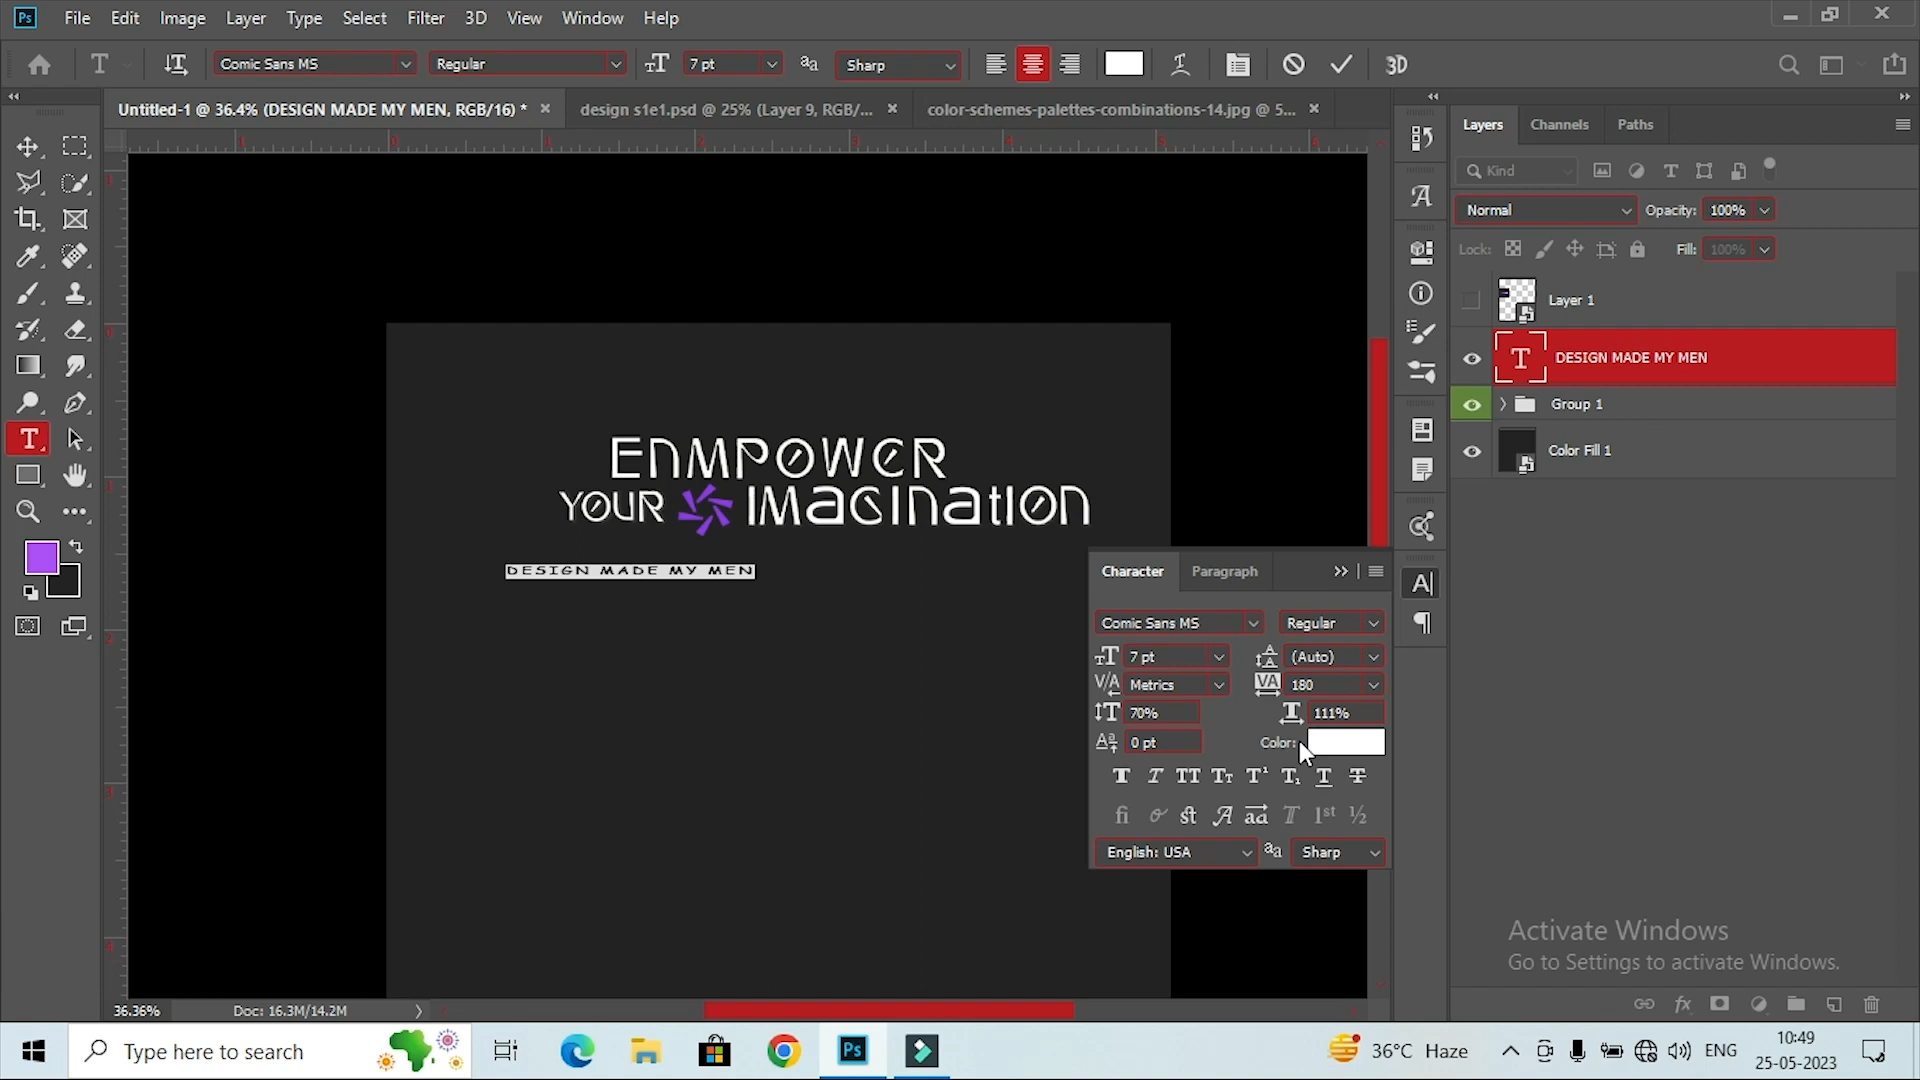 Ps File Edit Image Layer Type Select Filter 3D View Window Help
Comic Sans MS Regular 7 pt Sharp 3D
Untitled-1 @ 36.4% (DESIGN MADE MY MEN, RGB/16) * design s1e1.psd @ 25% (Layer 9, RGB/... color-schemes-palettes-combinations-14.jpg @ 5...
Layers Channels Paths
Kind
Normal Opacity: 100%
Lock: Fill: 100%
Layer 1
DESIGN MADE MY MEN
Group 1
Color Fill 1
ENMPOWER
YOUR IMAGINATION
DESIGN MADE MY MEN
Character Paragraph
Comic Sans MS Regular
7 pt (Auto)
Metrics 180
70% 111%
0 pt Color:
English: USA Sharp
Activate Windows
Go to Settings to activate Windows.
36.36% Doc: 16.3M/14.2M
Type here to search
Ps
36°C Haze ENG
10:49
25-05-2023